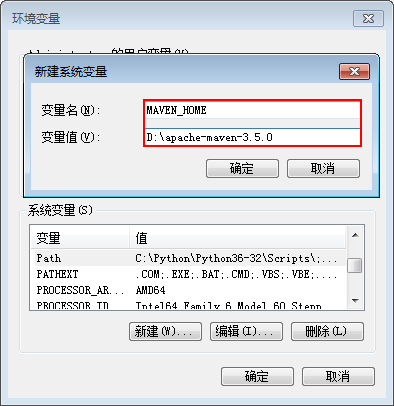 环境变量
新建系统变量
变量名(N):
MAVEN_HOME
变量值(V):
D:\apache-maven-3.5.0
确定 取消
系统变量(S)
变量 值
Path C:\Python\Python36-32\Scripts\;...
PATHEXT .COM;.EXE;.BAT;.CMD;.VBS;.VBE;....
PROCESSOR_AR... AMD64
PROCESSOR_ID Intel64 Family 6 Model 60 Stepp
新建(W)... 编辑(I)... 删除(L)
确定 取消